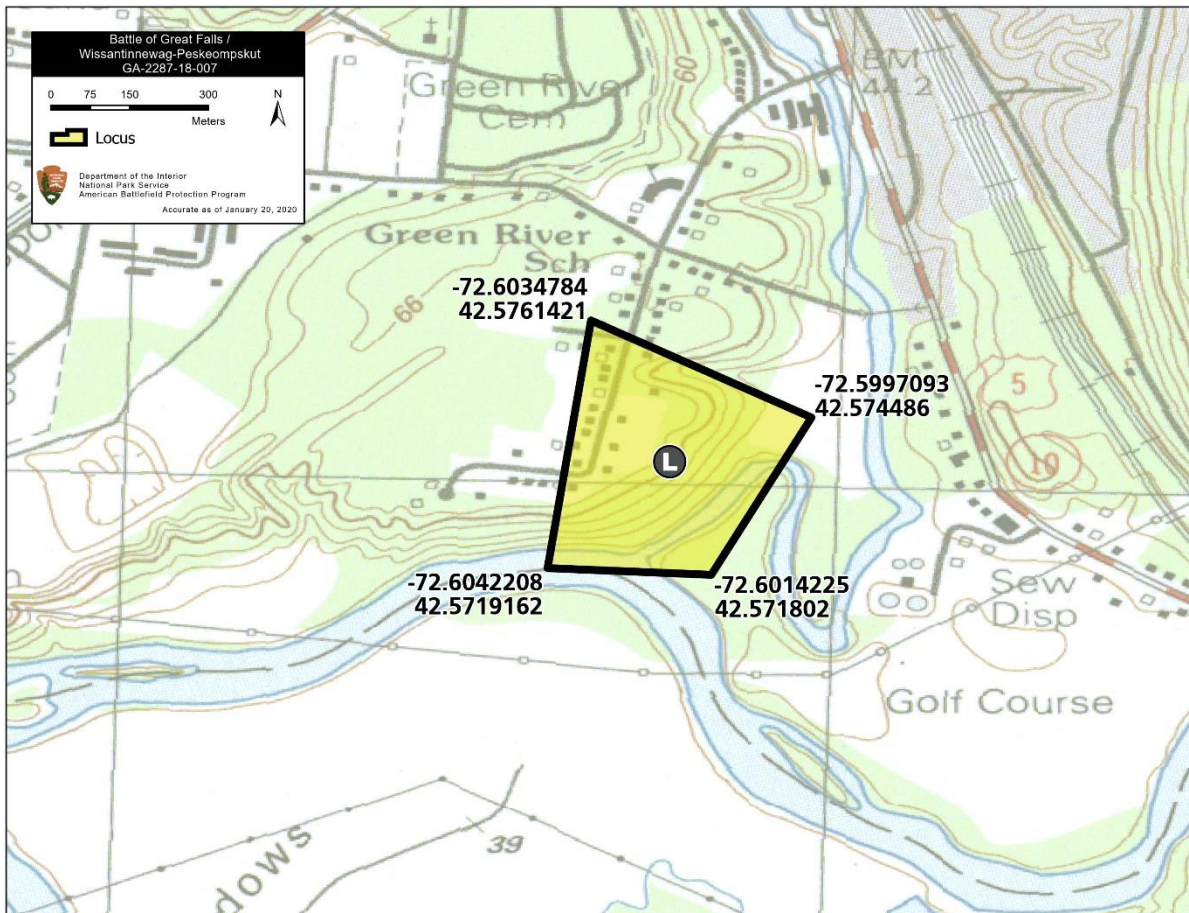 Battle of Great Falls /
Wissantinnewag-Peskeompskut
GA-2287-18-007
0 75 150 300
Meters
N
Locus
Department of the Interior
National Park Service
American Battlefield Protection Program
Accurate as of January 20, 2020
60
BM
44.2
Green River
Cem
Green River
Sch
66
-72.6034784
42.5761421
-72.5997093
42.574486
5
10
L
-72.6042208
42.5719162
-72.6014225
42.571802
Sew
Disp
Golf Course
39
dows